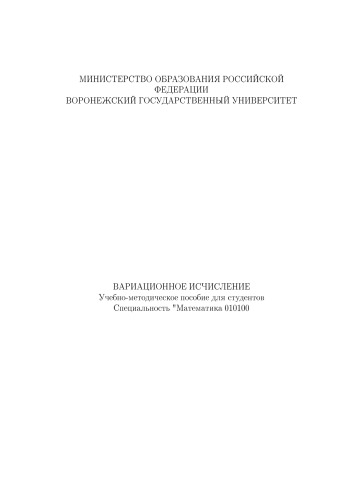 МИНИСТЕРСТВО ОБРАЗОВАНИЯ РОССИЙСКОЙ
ФЕДЕРАЦИИ
ВОРОНЕЖСКИЙ ГОСУДАРСТВЕННЫЙ УНИВЕРСИТЕТ
ВАРИАЦИОННОЕ ИСЧИСЛЕНИЕ
Учебно-методическое пособие для студентов
Специальность "Математика 010100